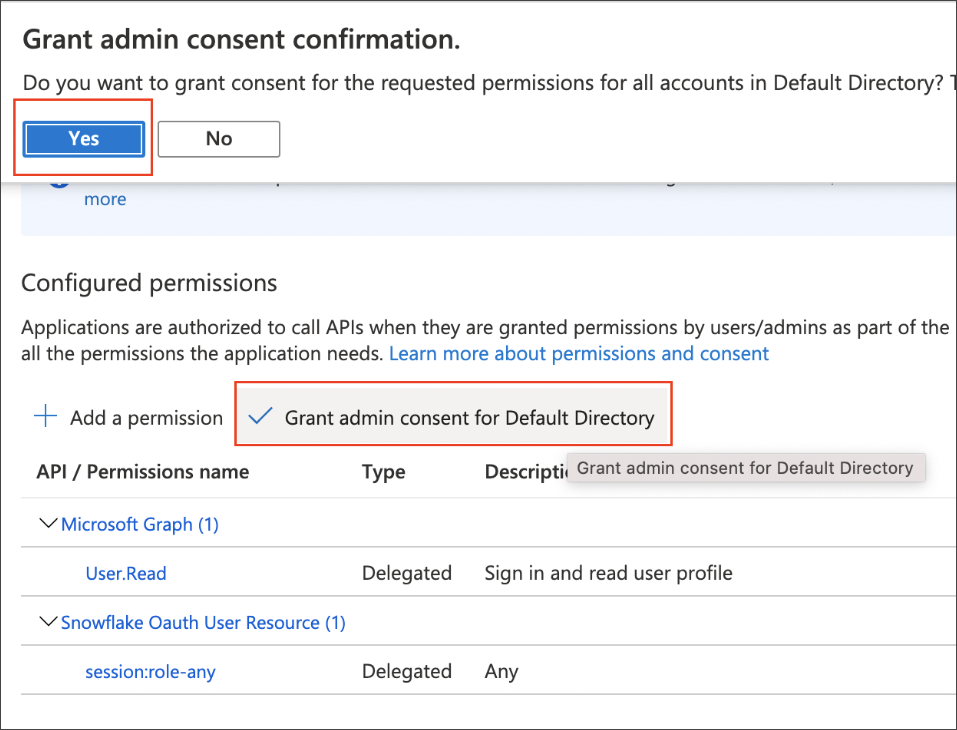 Grant admin consent confirmation.
Do you want to grant consent for the requested permissions for all accounts in Default Directory?
Yes
No
more
Configured permissions
Applications are authorized to call APIs when they are granted permissions by users/admins as part of the
all the permissions the application needs. Learn more about permissions and consent
Add a permission
Grant admin consent for Default Directory
API / Permissions name Type
Grant admin consent for Default Directory
Microsoft Graph (1)
User.Read Delegated Sign in and read user profile
Snowflake Oauth User Resource (1)
session:role-any Delegated Any